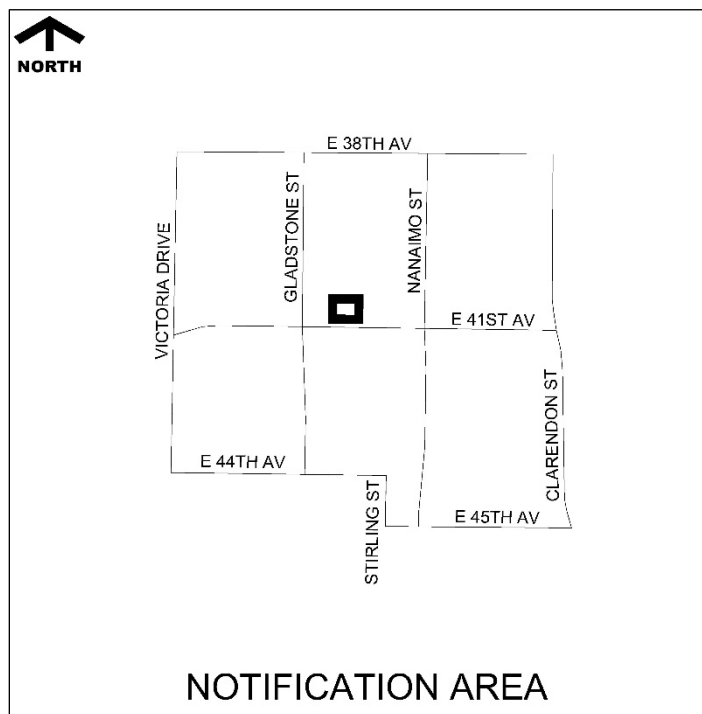 NORTH
E 38TH AV
VICTORIA DRIVE
GLADSTONE ST
NANAIMO ST
E 41ST AV
CLARENDON ST
E 44TH AV
STIRLING ST
E 45TH AV
NOTIFICATION AREA